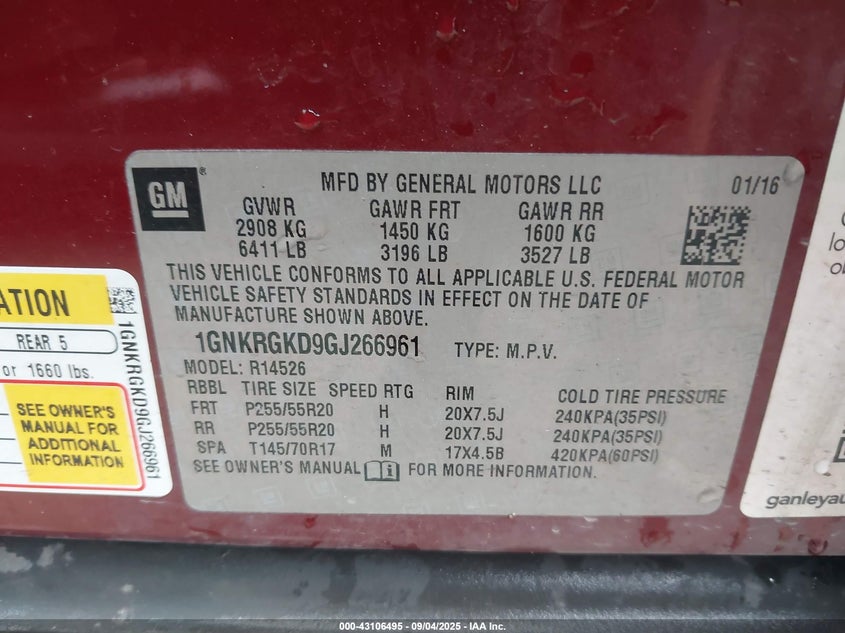 GM
®
MFD BY GENERAL MOTORS LLC
01/16
GVWR GAWR FRT GAWR RR
2908 KG 1450 KG 1600 KG
6411 LB 3196 LB 3527 LB
THIS VEHICLE CONFORMS TO ALL APPLICABLE U.S. FEDERAL MOTOR
VEHICLE SAFETY STANDARDS IN EFFECT ON THE DATE OF
MANUFACTURE SHOWN ABOVE.
1GNKRGKD9GJ266961 TYPE: M.P.V.
MODEL: R14526
RBBL TIRE SIZE SPEED RTG RIM COLD TIRE PRESSURE
FRT P255/55R20 H 20X7.5J 240KPA(35PSI)
RR P255/55R20 H 20X7.5J 240KPA(35PSI)
SPA T145/70R17 M 17X4.5B 420KPA(60PSI)
SEE OWNER'S MANUAL FOR MORE INFORMATION.
ATION
REAR 5
or 1660 lbs.
SEE OWNER'S
MANUAL FOR
ADDITIONAL
INFORMATION
1GNKRGKD9GJ266961
lo
ob
ganleyau
000-43106495 - 09/04/2025 - IAA Inc.